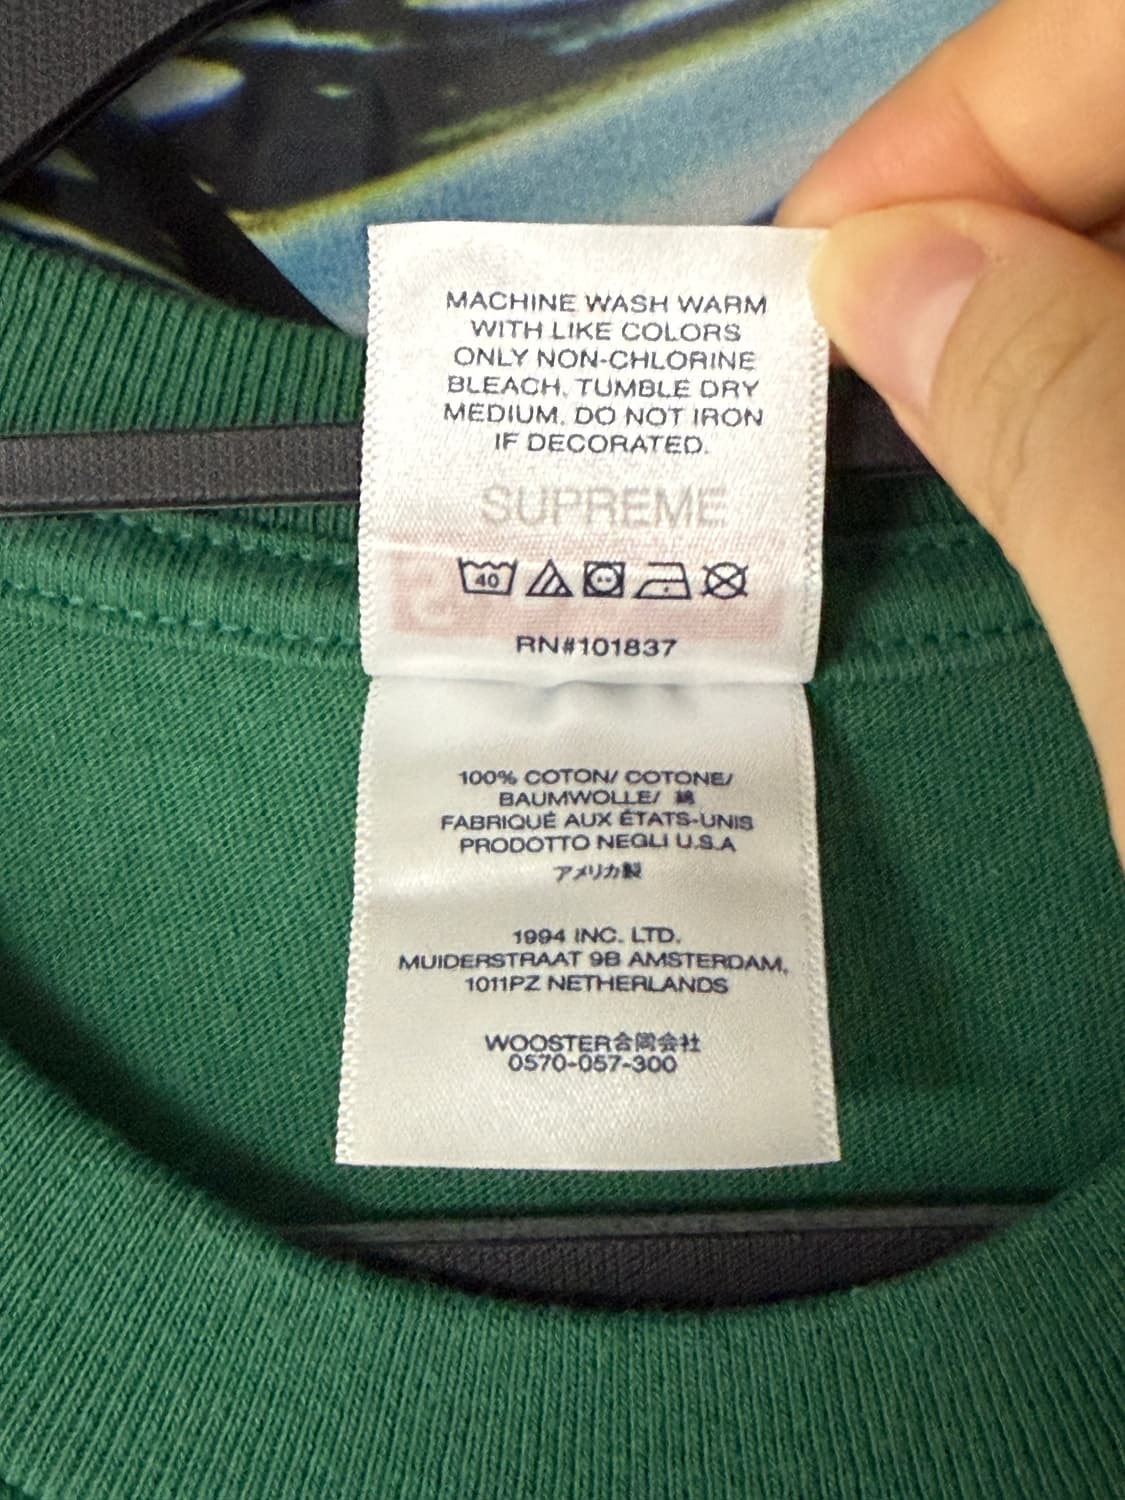 MACHINE WASH WARM
WITH LIKE COLORS
ONLY NON-CHLORINE
BLEACH. TUMBLE DRY
MEDIUM. DO NOT IRON
IF DECORATED.
SUPREME
40
RN#101837
100% COTON/ COTONE/
BAUMWOLLE/ 綿
FABRIQUÉ AUX ÉTATS-UNIS
PRODOTTO NEGLI U.S.A
アメリカ製
1994 INC. LTD.
MUIDERSTRAAT 9B AMSTERDAM,
1011PZ NETHERLANDS
WOOSTER合同会社
0570-057-300